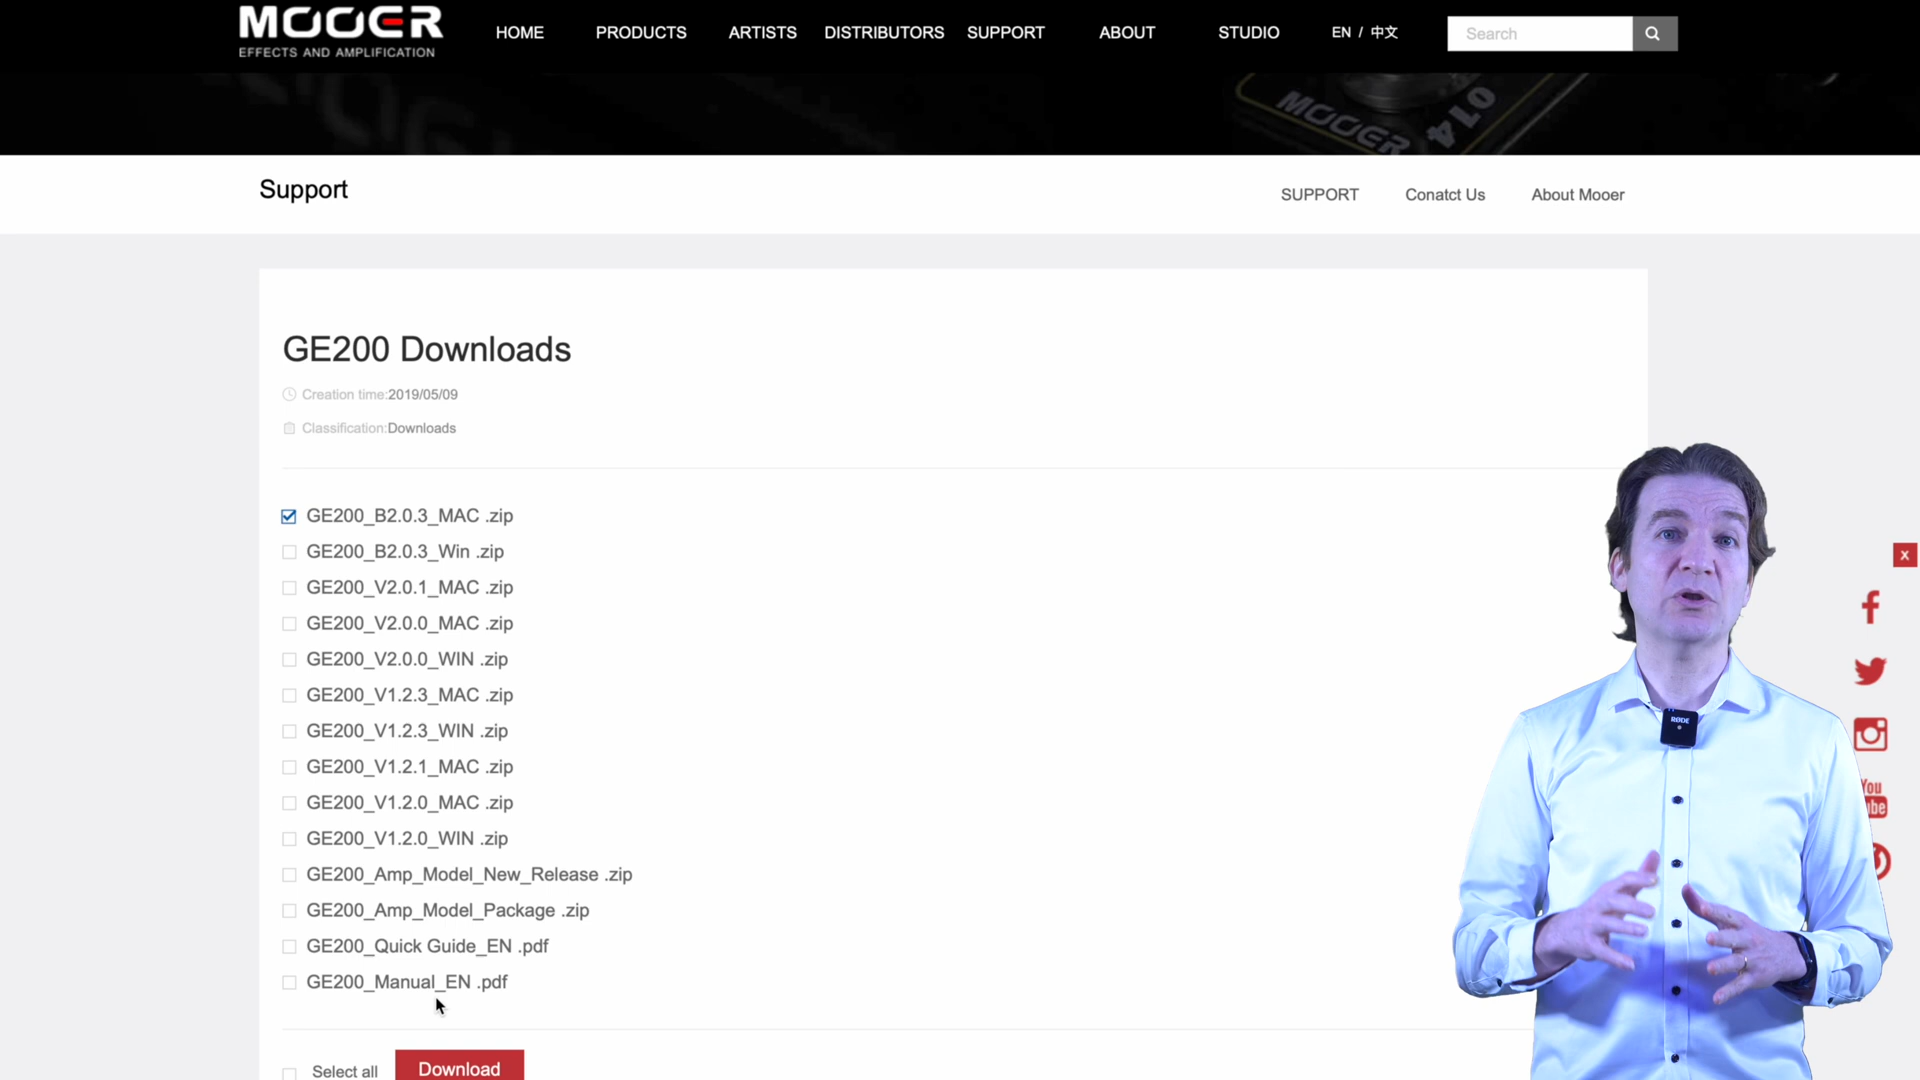 MOOER
EFFECTS AND AMPLIFICATION
HOME
PRODUCTS
ARTISTS
DISTRIBUTORS
SUPPORT
ABOUT
STUDIO
EN / 中文
Search
MOOER
014
Support
SUPPORT
Conatct Us
About Mooer
GE200 Downloads
Creation time:2019/05/09
Classification:Downloads
GE200_B2.0.3_MAC .zip
GE200_B2.0.3_Win .zip
GE200_V2.0.1_MAC .zip
GE200_V2.0.0_MAC .zip
GE200_V2.0.0_WIN .zip
GE200_V1.2.3_MAC .zip
GE200_V1.2.3_WIN .zip
GE200_V1.2.1_MAC .zip
GE200_V1.2.0_MAC .zip
GE200_V1.2.0_WIN .zip
GE200_Amp_Model_New_Release .zip
GE200_Amp_Model_Package .zip
GE200_Quick Guide_EN .pdf
GE200_Manual_EN .pdf
Select all
Download
x
RØDE
You